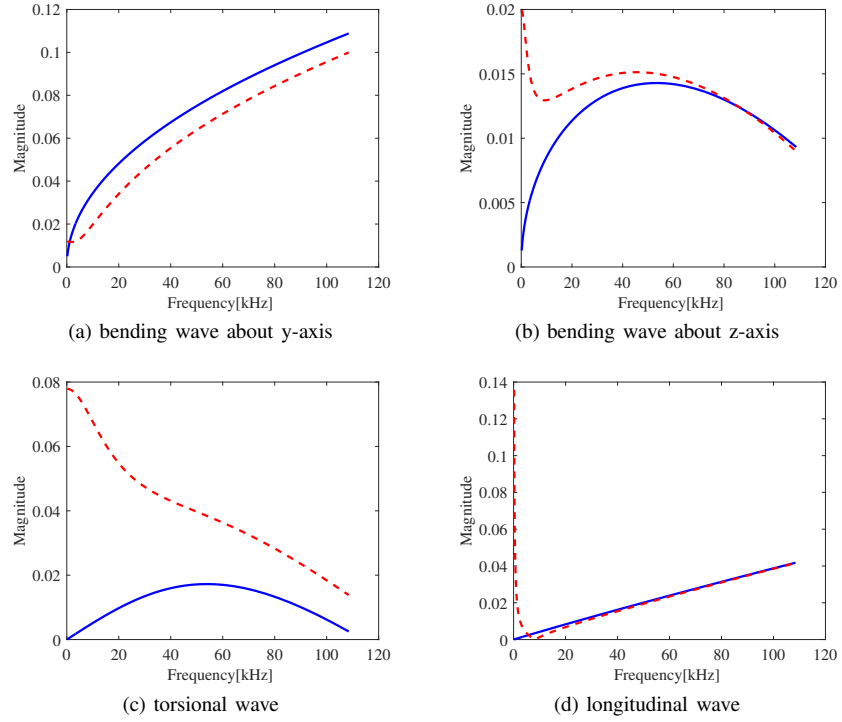 0.12
0.1
0.08
0.06
0.04
0.02
0
Magnitude
0 20 40 60 80 100 120
Frequency[kHz]
(a) bending wave about y-axis
0.02
0.015
0.01
0.005
0
Magnitude
0 20 40 60 80 100 120
Frequency[kHz]
(b) bending wave about z-axis
0.08
0.06
0.04
0.02
0
Magnitude
0 20 40 60 80 100 120
Frequency[kHz]
(c) torsional wave
0.14
0.12
0.1
0.08
0.06
0.04
0.02
0
Magnitude
0 20 40 60 80 100 120
Frequency[kHz]
(d) longitudinal wave